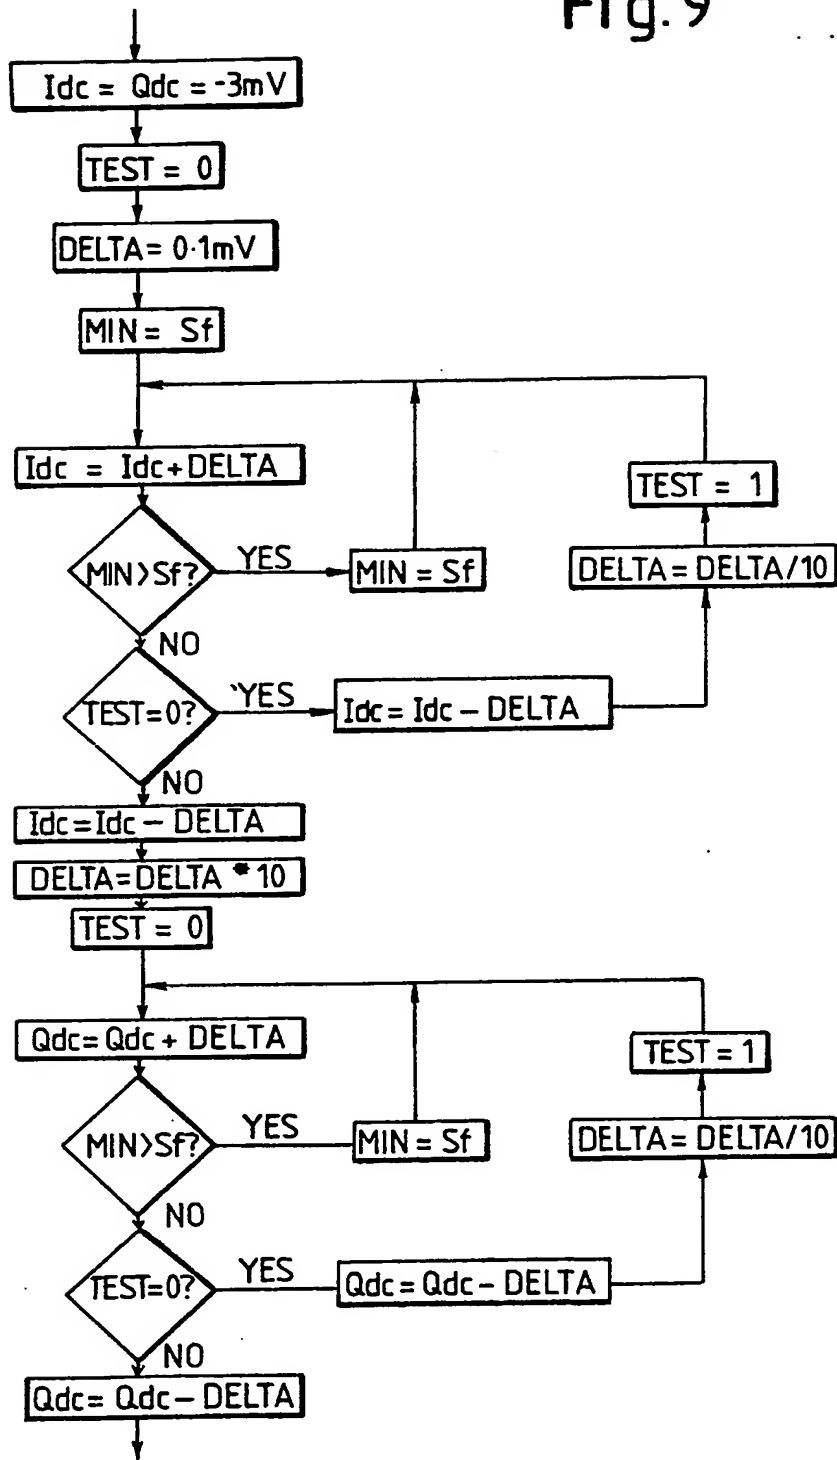 Fig. 9
Idc = Qdc = -3mV
TEST = 0
DELTA = 0·1mV
MIN = Sf
Idc = Idc + DELTA
TEST = 1
MIN > Sf?
YES
MIN = Sf
DELTA = DELTA / 10
NO
TEST = 0?
YES
Idc = Idc - DELTA
NO
Idc = Idc - DELTA
DELTA = DELTA * 10
TEST = 0
Qdc = Qdc + DELTA
TEST = 1
MIN > Sf?
YES
MIN = Sf
DELTA = DELTA / 10
NO
TEST = 0?
YES
Qdc = Qdc - DELTA
NO
Qdc = Qdc - DELTA